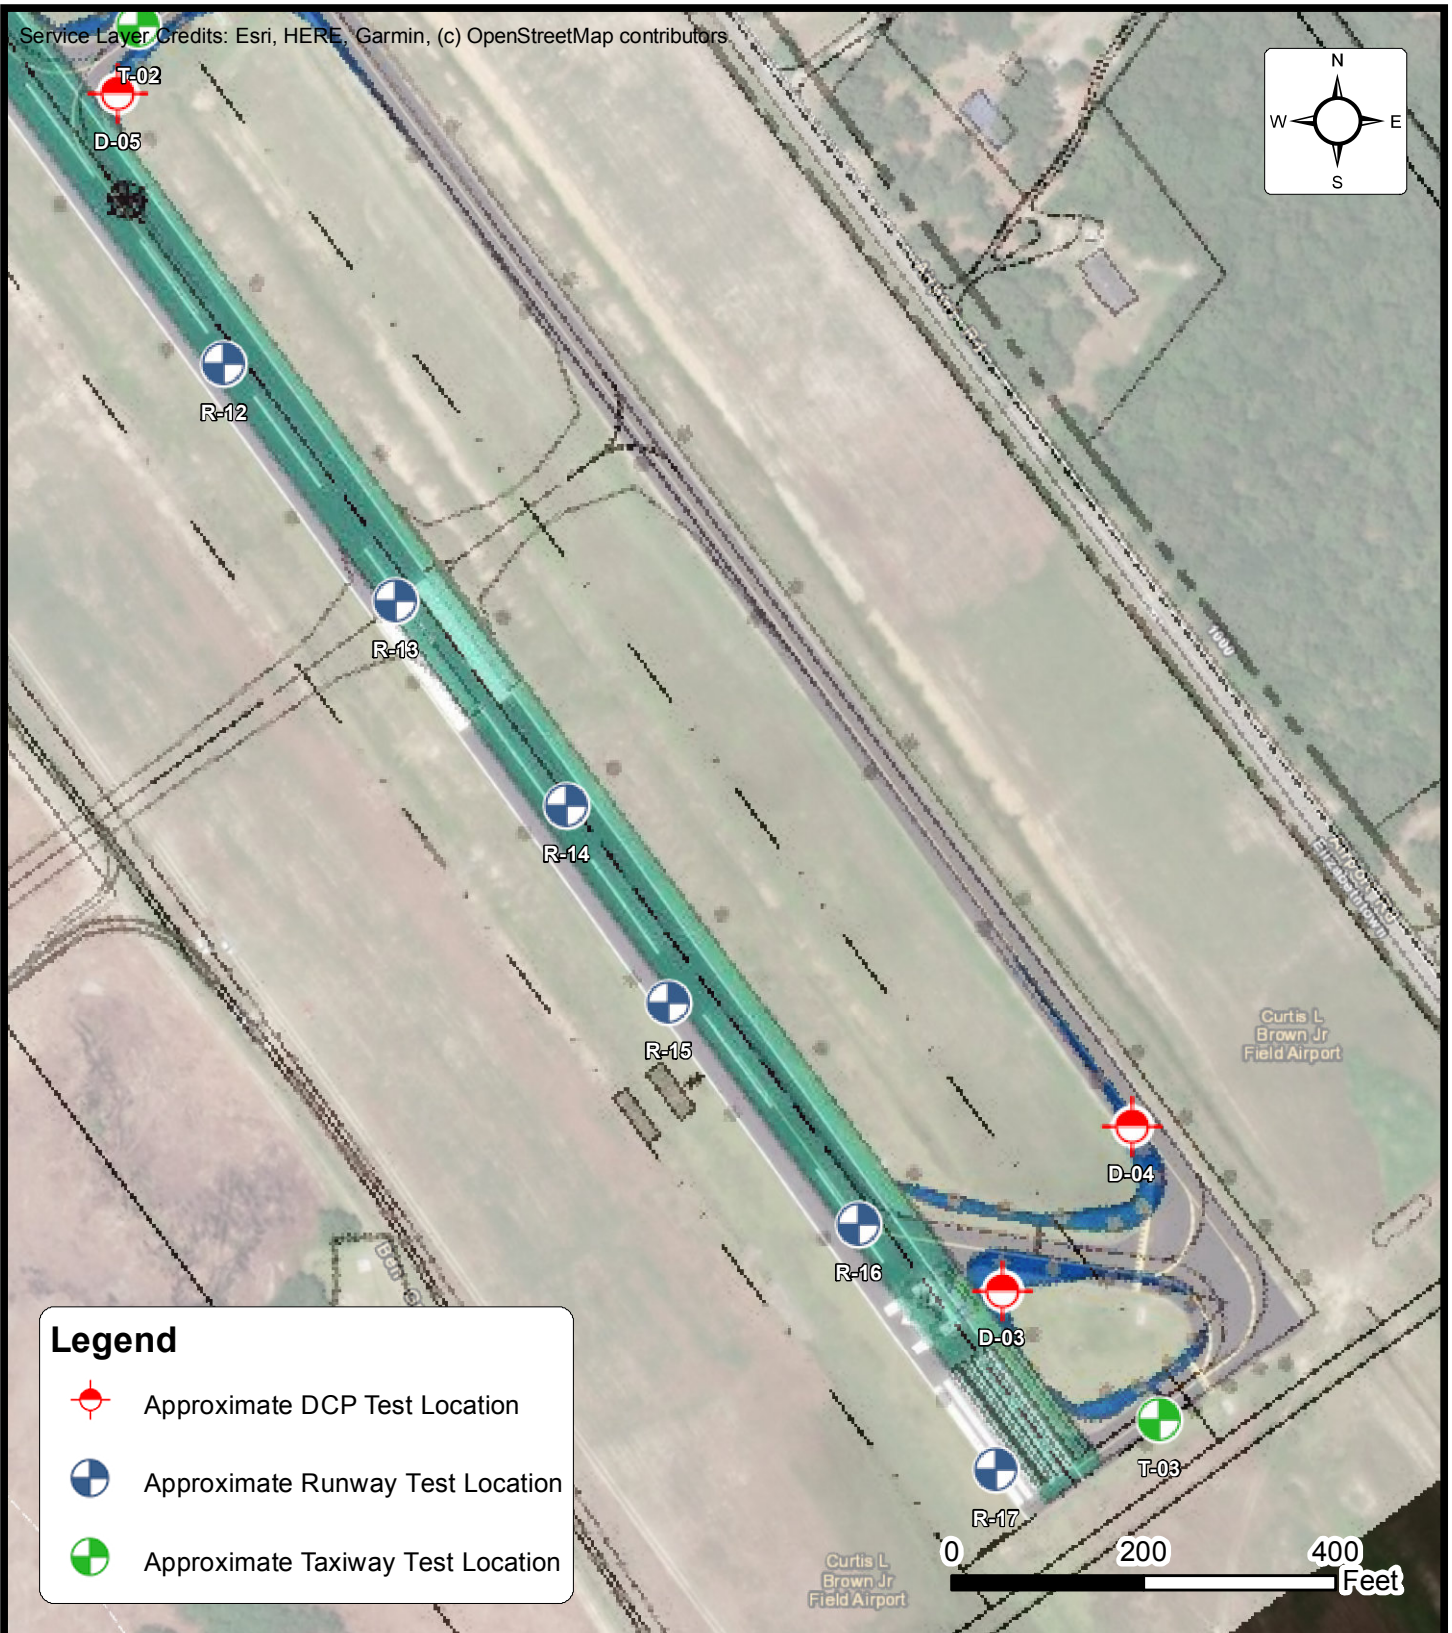 Service Layer Credits: Esri, HERE, Garmin, (c) OpenStreetMap contributors
N
W
E
S
T-02
D-05
R-12
R-13
1000
R-14
R-15
Curtis L
Brown Jr
Field Airport
D-04
R-16
D-03
T-03
R-17
Legend
Approximate DCP Test Location
Approximate Runway Test Location
Approximate Taxiway Test Location
0
200
400
Feet
Curtis L
Brown Jr
Field Airport